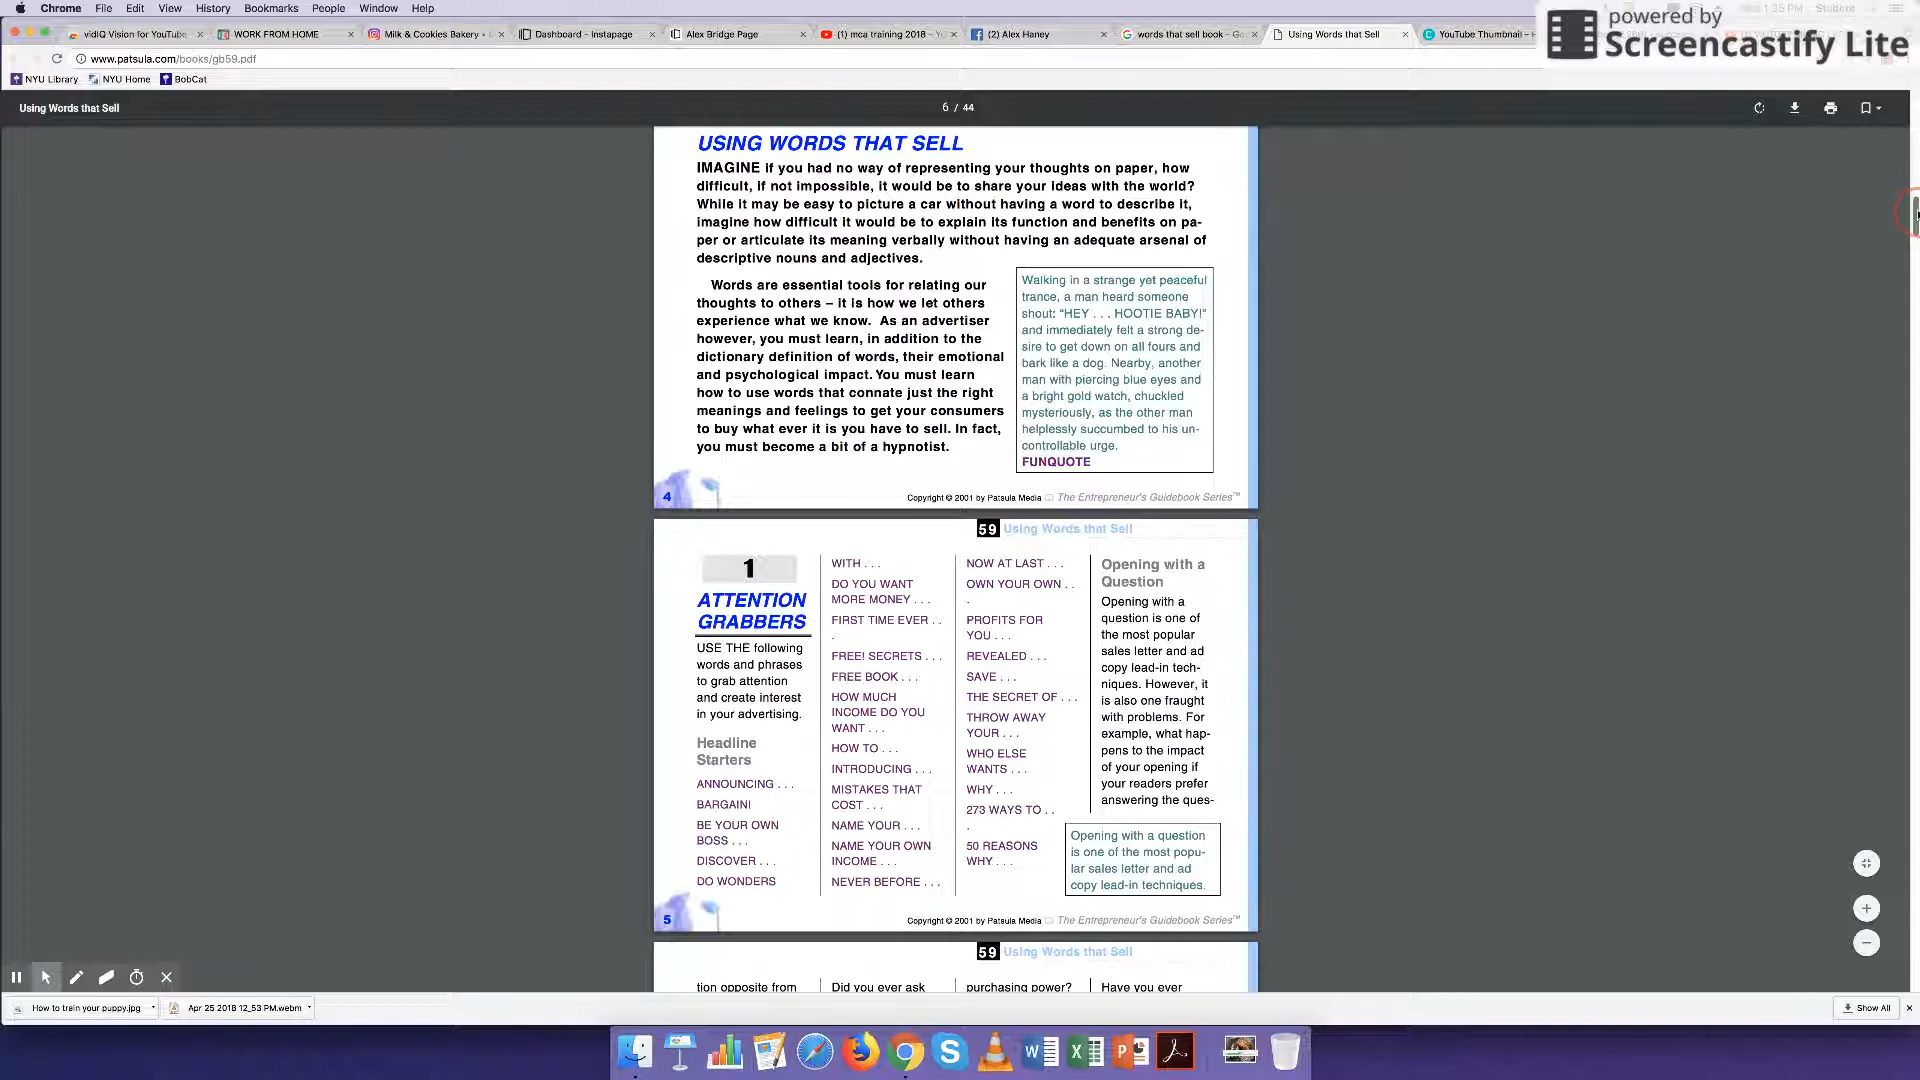 Chrome File Edit View History Bookmarks People Window Help
1:35 PM Student
powered by
Screencastify Lite
vidIQ Vision for YouTube
WORK FROM HOME
Milk & Cookies Bakery •
Dashboard - Instapage
Alex Bridge Page
(1) mca training 2018 -
(2) Alex Haney
words that sell book -
Using Words that Sell
YouTube Thumbnail -
www.patsula.com/books/gb59.pdf
NYU Library NYU Home BobCat
Using Words that Sell
6 / 44
USING WORDS THAT SELL
IMAGINE if you had no way of representing your thoughts on paper, how
difficult, if not impossible, it would be to share your ideas with the world?
While it may be easy to picture a car without having a word to describe it,
imagine how difficult it would be to explain its function and benefits on pa-
per or articulate its meaning verbally without having an adequate arsenal of
descriptive nouns and adjectives.
Words are essential tools for relating our
thoughts to others – it is how we let others
experience what we know. As an advertiser
however, you must learn, in addition to the
dictionary definition of words, their emotional
and psychological impact. You must learn
how to use words that connate just the right
meanings and feelings to get your consumers
to buy what ever it is you have to sell. In fact,
you must become a bit of a hypnotist.
Walking in a strange yet peaceful
trance, a man heard someone
shout: "HEY . . . HOOTIE BABY!"
and immediately felt a strong de-
sire to get down on all fours and
bark like a dog. Nearby, another
man with piercing blue eyes and
a bright gold watch, chuckled
mysteriously, as the other man
helplessly succumbed to his un-
controllable urge.
FUNQUOTE
4
Copyright © 2001 by Patsula Media The Entrepreneur's Guidebook Series™
59 Using Words that Sell
1
ATTENTION
GRABBERS
USE THE following
words and phrases
to grab attention
and create interest
in your advertising.
Headline
Starters
ANNOUNCING . . .
BARGAIN!
BE YOUR OWN
BOSS . . .
DISCOVER . . .
DO WONDERS
WITH . . .
DO YOU WANT
MORE MONEY . . .
FIRST TIME EVER . .
.
FREE! SECRETS . . .
FREE BOOK . . .
HOW MUCH
INCOME DO YOU
WANT . . .
HOW TO . . .
INTRODUCING . . .
MISTAKES THAT
COST . . .
NAME YOUR . . .
NAME YOUR OWN
INCOME . . .
NEVER BEFORE . . .
NOW AT LAST . . .
OWN YOUR OWN . .
.
PROFITS FOR
YOU . . .
REVEALED . . .
SAVE . . .
THE SECRET OF . . .
THROW AWAY
YOUR . . .
WHO ELSE
WANTS . . .
WHY . . .
273 WAYS TO . .
.
50 REASONS
WHY . . .
Opening with a
Question
Opening with a
question is one of
the most popular
sales letter and ad
copy lead-in tech-
niques. However, it
is also one fraught
with problems. For
example, what hap-
pens to the impact
of your opening if
your readers prefer
answering the ques-
Opening with a question
is one of the most popu-
lar sales letter and ad
copy lead-in techniques.
5
Copyright © 2001 by Patsula Media The Entrepreneur's Guidebook Series™
59 Using Words that Sell
tion opposite from
Did you ever ask
purchasing power?
Have you ever
How to train your puppy.jpg
Apr 25 2018 12_53 PM.webm
Show All